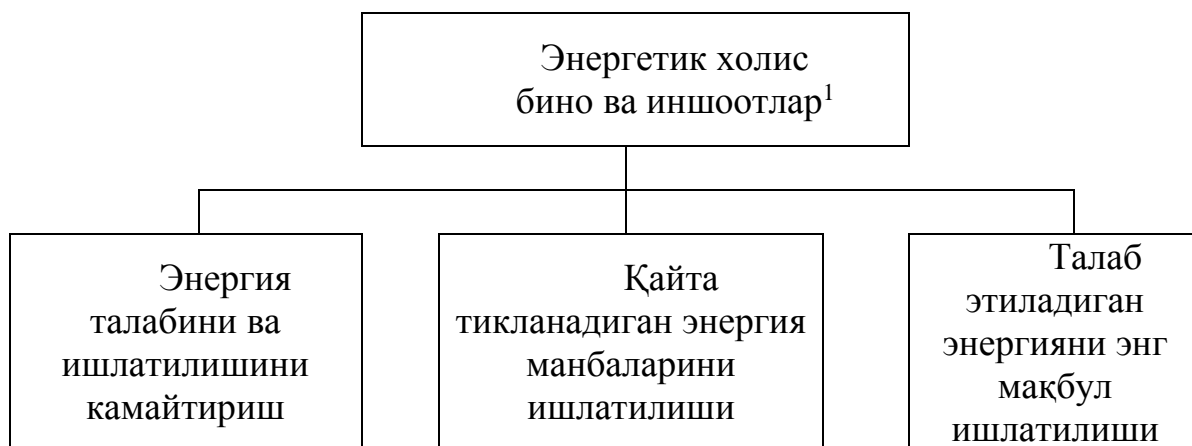 Энергетик холис
бино ва иншоотлар¹
Энергия
талабини ва
ишлатилишини
камайтириш
Қайта
тикланадиган энергия
манбаларини
ишлатилиши
Талаб
этиладиган
энергияни энг
мақбул
ишлатилиши